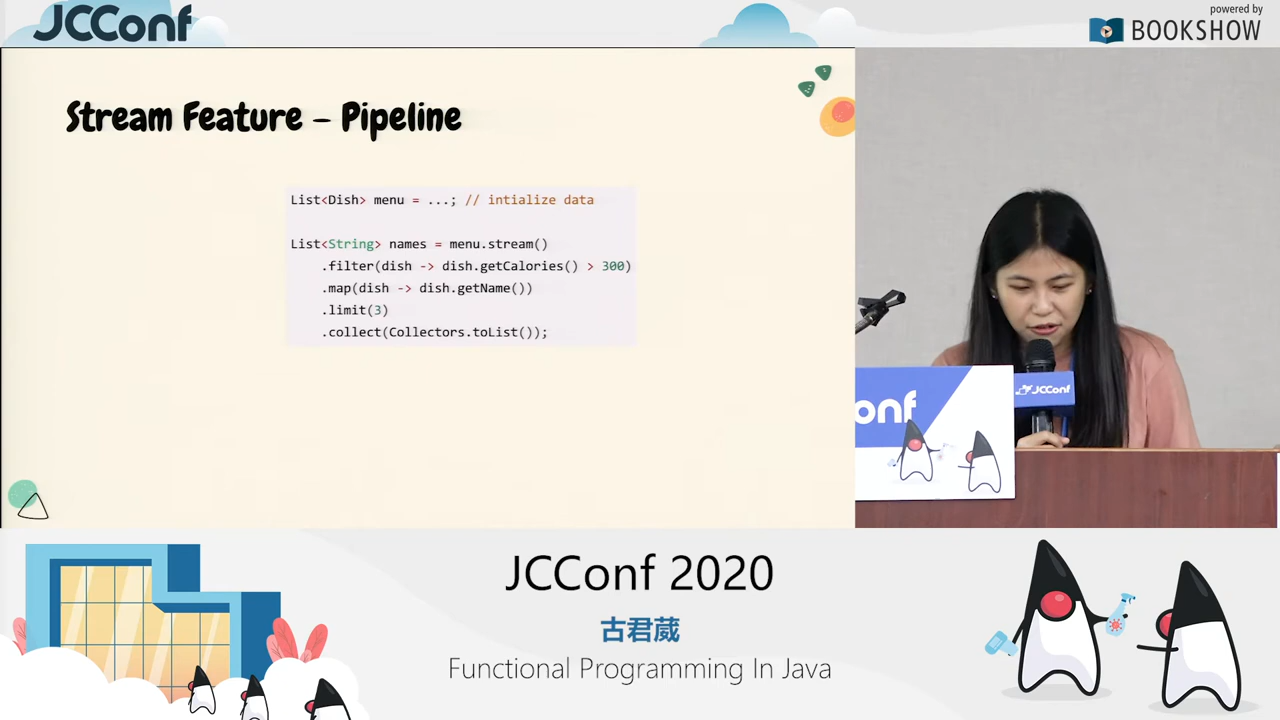 JCConf
powered by
BOOKSHOW
Stream Feature – Pipeline
List<Dish> menu = ...; // intialize data
List<String> names = menu.stream()
.filter(dish -> dish.getCalories() > 300)
.map(dish -> dish.getName())
.limit(3)
.collect(Collectors.toList());
JCConf
onf
JCConf 2020
古君葳
Functional Programming In Java